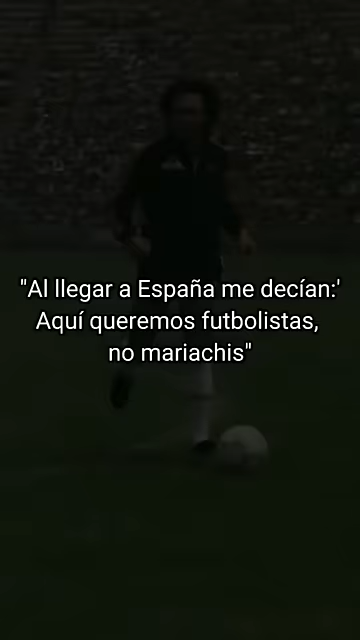 "Al llegar a España me decían:'
Aquí queremos futbolistas,
no mariachis"